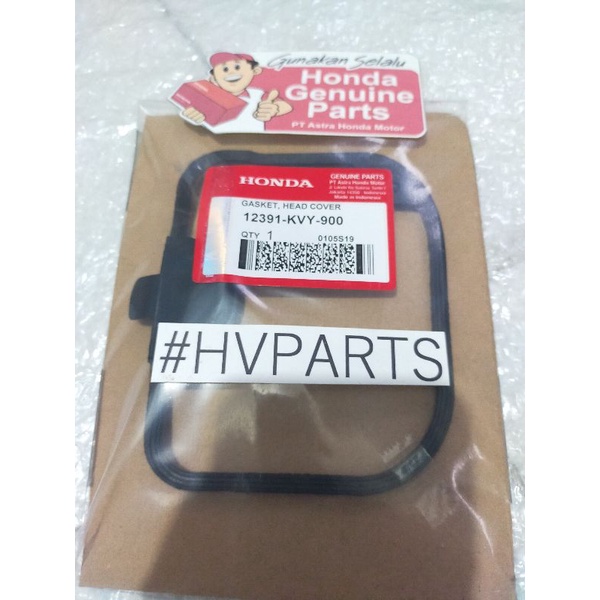 Gunakan Selalu
Honda
Genuine
Parts
PT Astra Honda Motor
HONDA
GENUINE PARTS
PT Astra Honda Motor
Made in Indonesia
GASKET, HEAD COVER
12391-KVY-900
QTY 1
0105S19
#HVPARTS